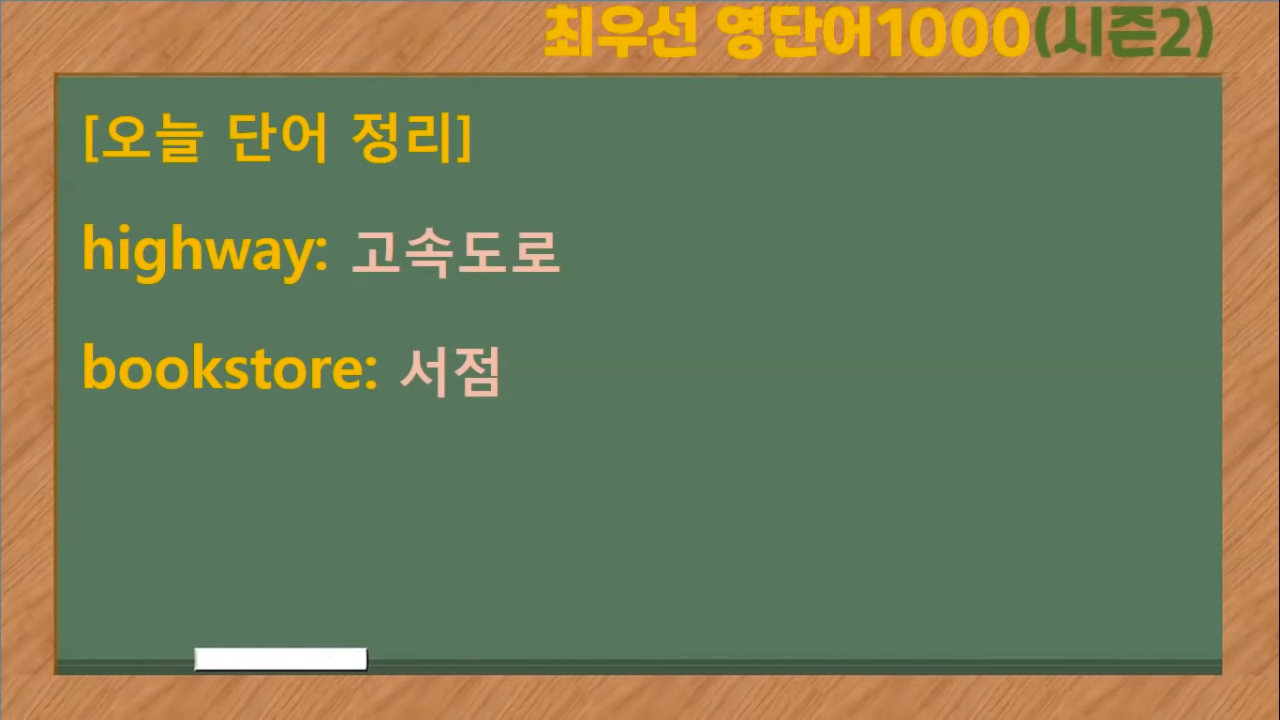 최우선 영단어1000(시즌2)
[오늘 단어 정리]
highway: 고속도로
bookstore: 서점